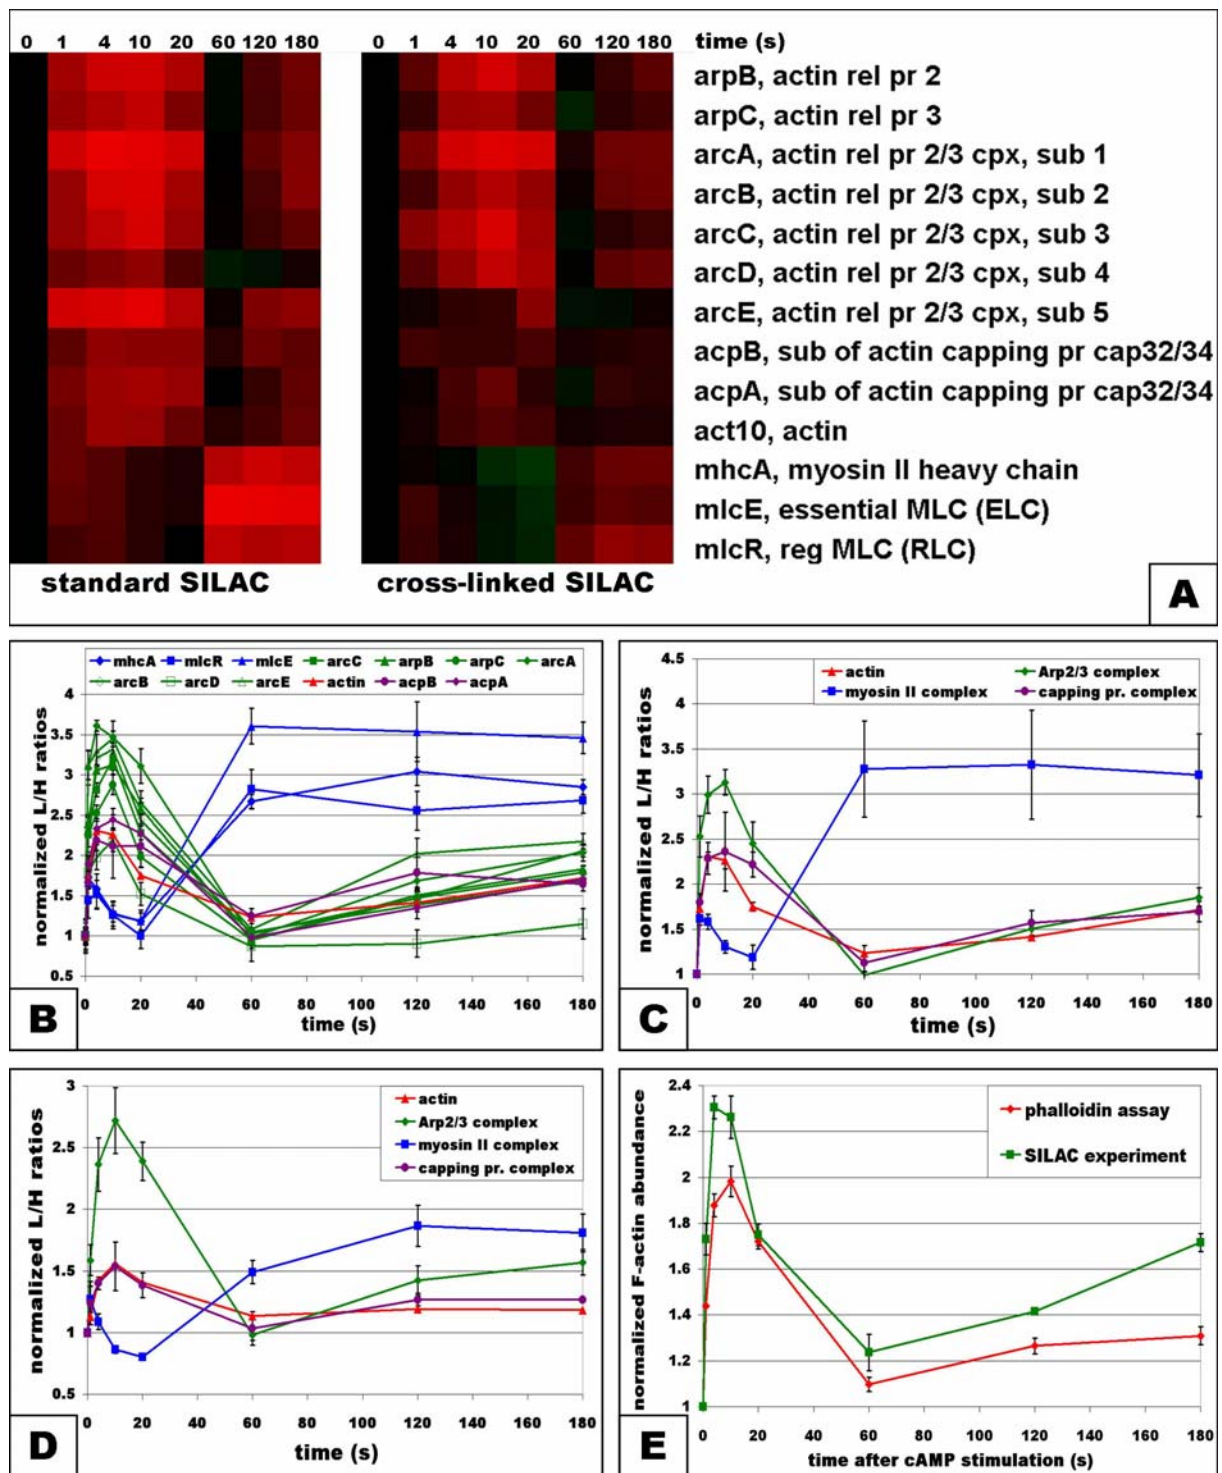 0 1 4 10 20 60 120 180 0 1 4 10 20 60 120 180 time (s)
arpB, actin rel pr 2
arpC, actin rel pr 3
arcA, actin rel pr 2/3 cpx, sub 1
arcB, actin rel pr 2/3 cpx, sub 2
arcC, actin rel pr 2/3 cpx, sub 3
arcD, actin rel pr 2/3 cpx, sub 4
arcE, actin rel pr 2/3 cpx, sub 5
acpB, sub of actin capping pr cap32/34
acpA, sub of actin capping pr cap32/34
act10, actin
mhcA, myosin II heavy chain
mlcE, essential MLC (ELC)
mlcR, reg MLC (RLC)
standard SILAC cross-linked SILAC
A
mhcA mlcR mlcE arcC arpB arpC arcA
arcB arcD arcE actin acpB acpA
normalized L/H ratios
4
3.5
3
2.5
2
1.5
1
0.5
0 20 40 60 80 100 120 140 160 180
time (s)
B
actin Arp2/3 complex
myosin II complex capping pr. complex
normalized L/H ratios
4.5
4
3.5
3
2.5
2
1.5
1
0 20 40 60 80 100 120 140 160 180
time (s)
C
actin
Arp2/3 complex
myosin II complex
capping pr. complex
normalized L/H ratios
3
2.5
2
1.5
1
0.5
0 20 40 60 80 100 120 140 160 180
time (s)
D
phalloidin assay
SILAC experiment
normalized F-actin abundance
2.4
2.2
2
1.8
1.6
1.4
1.2
1
0 20 40 60 80 100 120 140 160 180
time after cAMP stimulation (s)
E